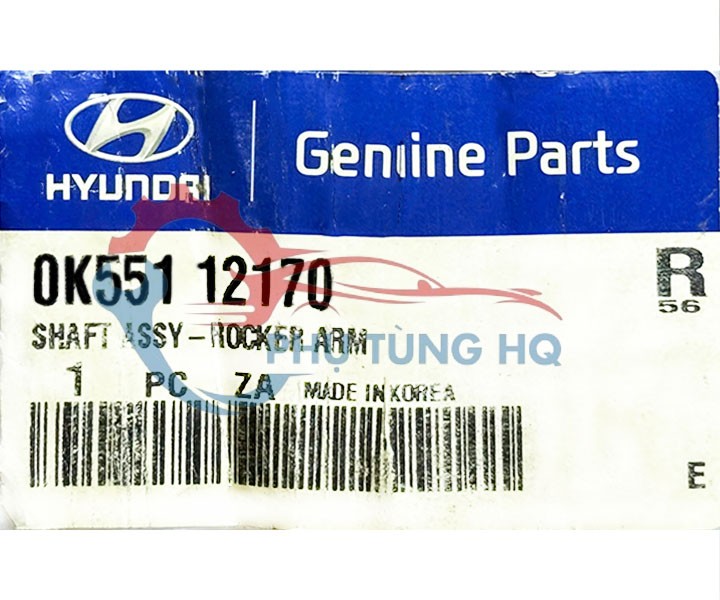 HYUNDAI
Genuine Parts
0K551 12170
R
56
SHAFT ASSY-ROCKER ARM
PHỤ TÙNG HQ
1 PC ZA MADE IN KOREA
E